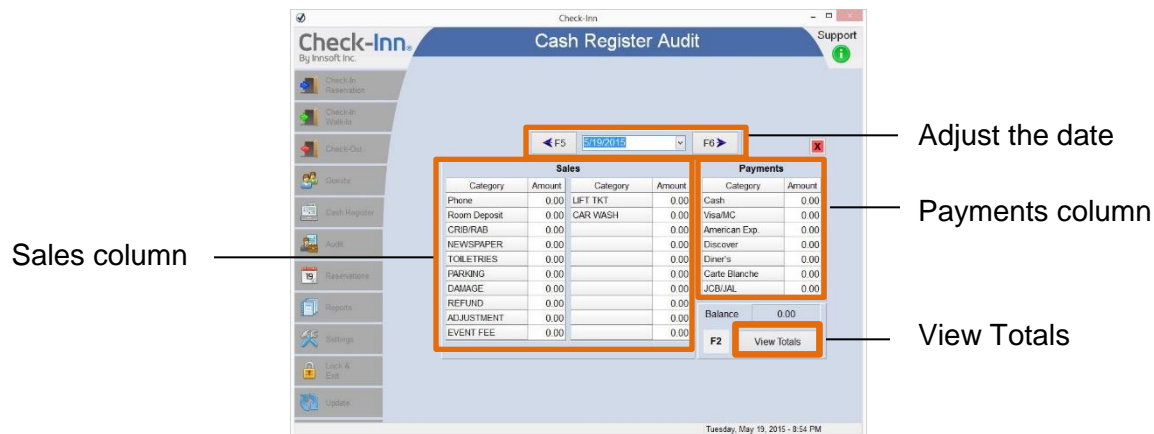 Check-Inn
Check-Inn®
By Innsoft Inc.
Cash Register Audit
Support
Check-In
Reservation
Check-In
Walk-In
Check-Out
Guests
Cash Register
Audit
19 Reservations
Reports
Settings
Lock &
Exit
Update
F5 5/19/2015 F6
X
Adjust the date
Sales Payments
Category Amount Category Amount Category Amount
Phone 0.00 LIFT TKT 0.00 Cash 0.00
Room Deposit 0.00 CAR WASH 0.00 Visa/MC 0.00
CRIB/RAB 0.00 0.00 American Exp. 0.00
NEWSPAPER 0.00 0.00 Discover 0.00
TOILETRIES 0.00 0.00 Diner's 0.00
PARKING 0.00 0.00 Carte Blanche 0.00
DAMAGE 0.00 0.00 JCB/JAL 0.00
REFUND 0.00 0.00
ADJUSTMENT 0.00 0.00
EVENT FEE 0.00 0.00
Balance 0.00
F2 View Totals
Payments column
Sales column
View Totals
Tuesday, May 19, 2015 - 8:54 PM